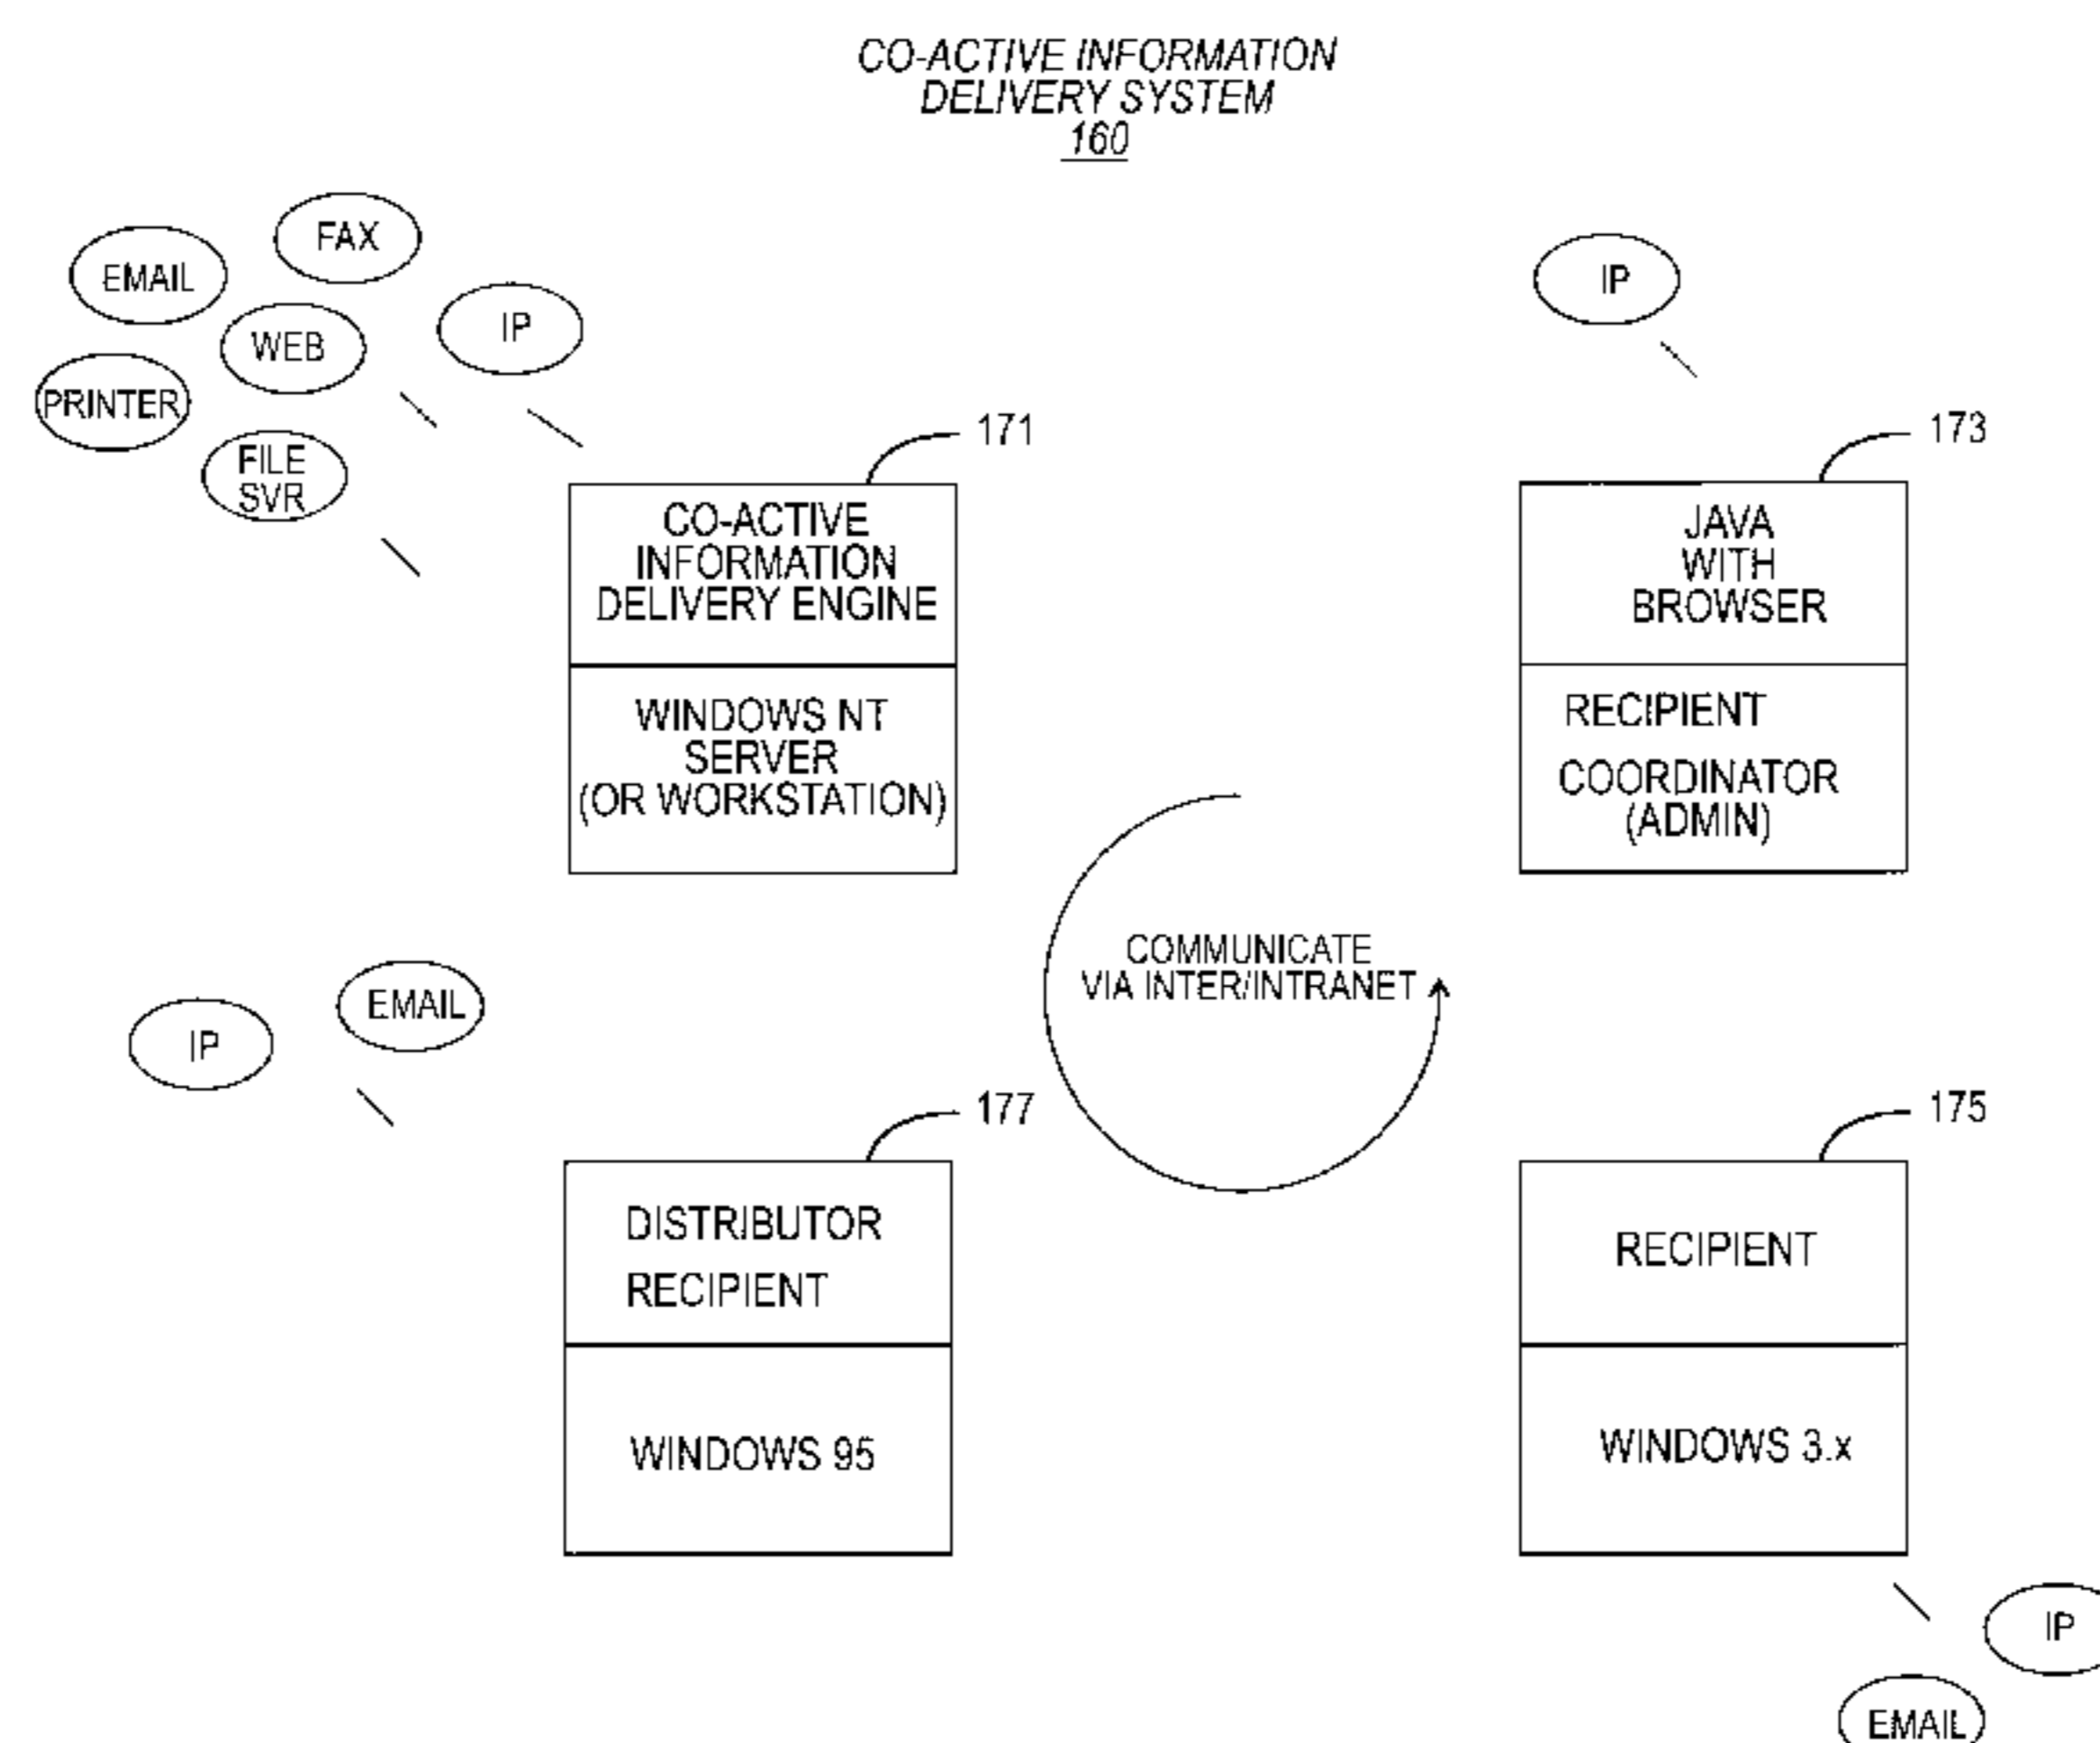 CO-ACTIVE INFORMATION
DELIVERY SYSTEM
160
FAX
EMAIL
IP
WEB
PRINTER
FILE
SVR
IP
171
CO-ACTIVE
INFORMATION
DELIVERY ENGINE
WINDOWS NT
SERVER
(OR WORKSTATION)
173
JAVA
WITH
BROWSER
RECIPIENT
COORDINATOR
(ADMIN)
COMMUNICATE
VIA INTER/INTRANET
EMAIL
IP
177
DISTRIBUTOR
RECIPIENT
WINDOWS 95
175
RECIPIENT
WINDOWS 3.x
IP
EMAIL